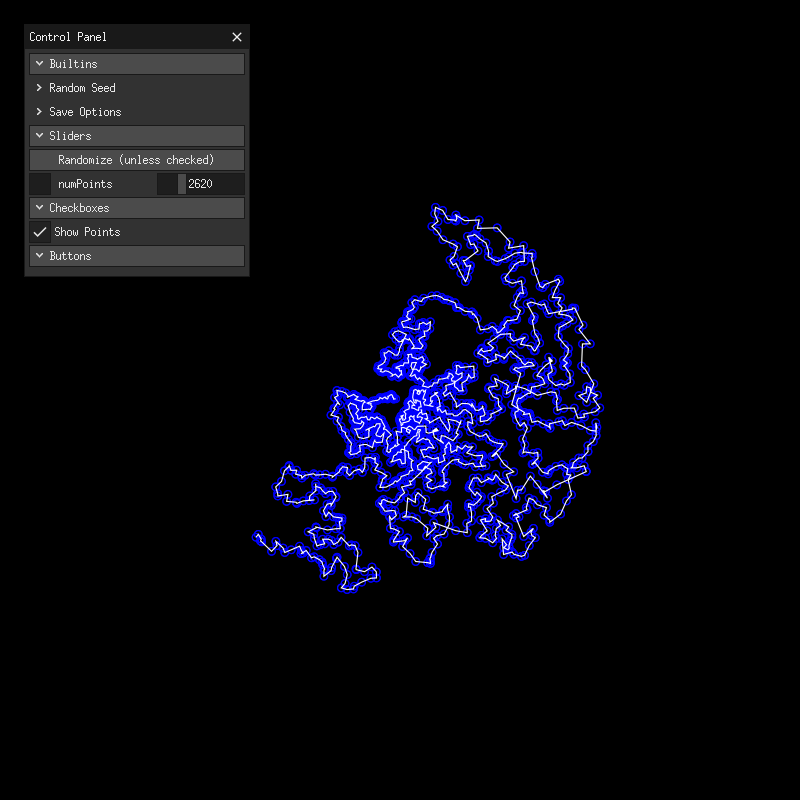 Control Panel
Builtins
Random Seed
Save Options
Sliders
Randomize (unless checked)
numPoints 2620
Checkboxes
Show Points
Buttons